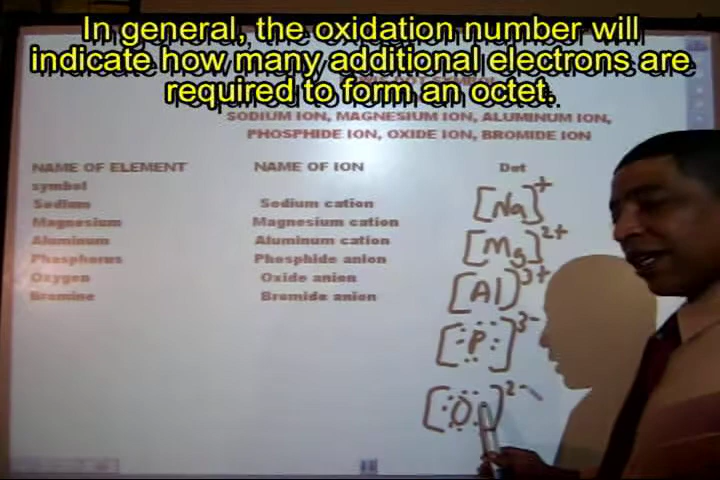 In general, the oxidation number will
indicate how many additional electrons are
required to form an octet.
SODIUM ION, MAGNESIUM ION, ALUMINUM ION,
PHOSPHIDE ION, OXIDE ION, BROMIDE ION
NAME OF ELEMENT NAME OF ION Dot
symbol
Sodium Sodium cation [Na]+
Magnesium Magnesium cation [Mg]2+
Aluminum Aluminum cation [Al]3+
Phosphorus Phosphide anion [P]3-
Oxygen Oxide anion [O]2-
Bromine Bromide anion